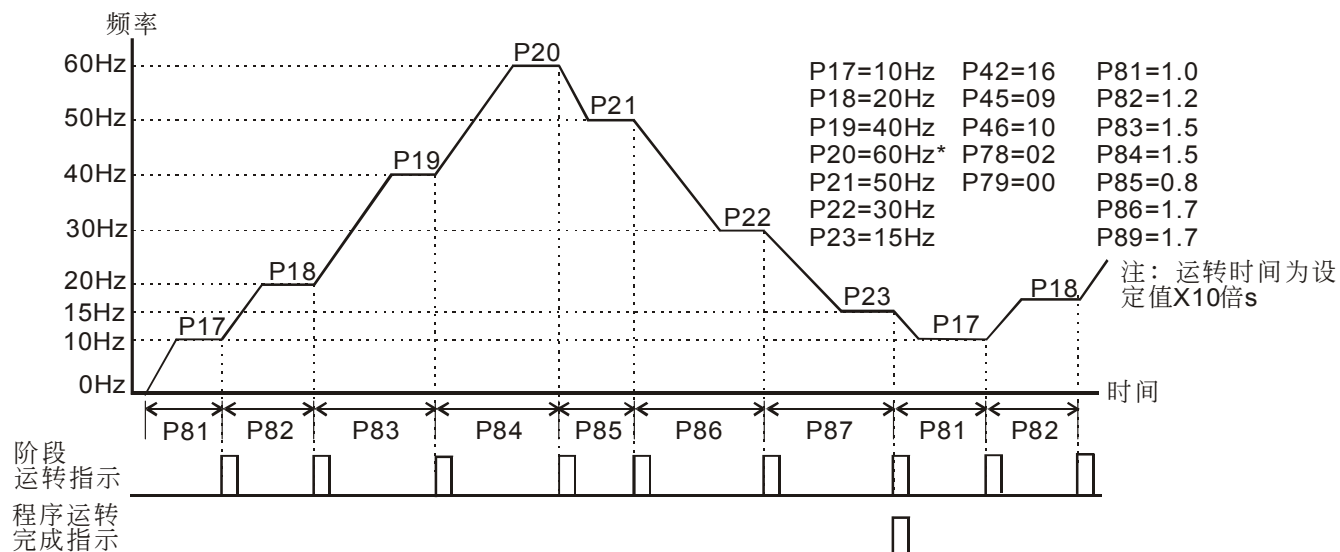 频率
60Hz
50Hz
40Hz
30Hz
20Hz
15Hz
10Hz
0Hz
P17
P18
P19
P20
P21
P22
P23
P17
P18
P17=10Hz P42=16 P81=1.0
P18=20Hz P45=09 P82=1.2
P19=40Hz P46=10 P83=1.5
P20=60Hz* P78=02 P84=1.5
P21=50Hz P79=00 P85=0.8
P22=30Hz P86=1.7
P23=15Hz P89=1.7
注：运转时间为设
定值X10倍s
时间
P81 P82 P83 P84 P85 P86 P87 P81 P82
阶段
运转指示
程序运转
完成指示